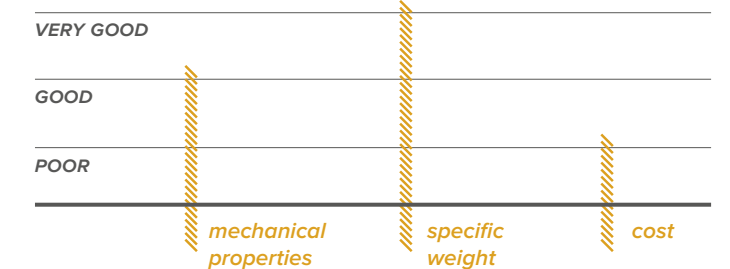 VERY GOOD
GOOD
POOR
mechanical
properties
specific
weight
cost